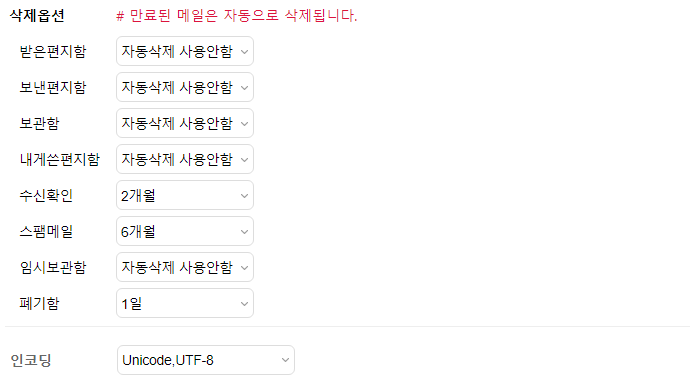 삭제옵션 # 만료된 메일은 자동으로 삭제됩니다.
받은편지함 자동삭제 사용안함
보낸편지함 자동삭제 사용안함
보관함 자동삭제 사용안함
내게쓴편지함 자동삭제 사용안함
수신확인 2개월
스팸메일 6개월
임시보관함 자동삭제 사용안함
폐기함 1일
인코딩 Unicode,UTF-8